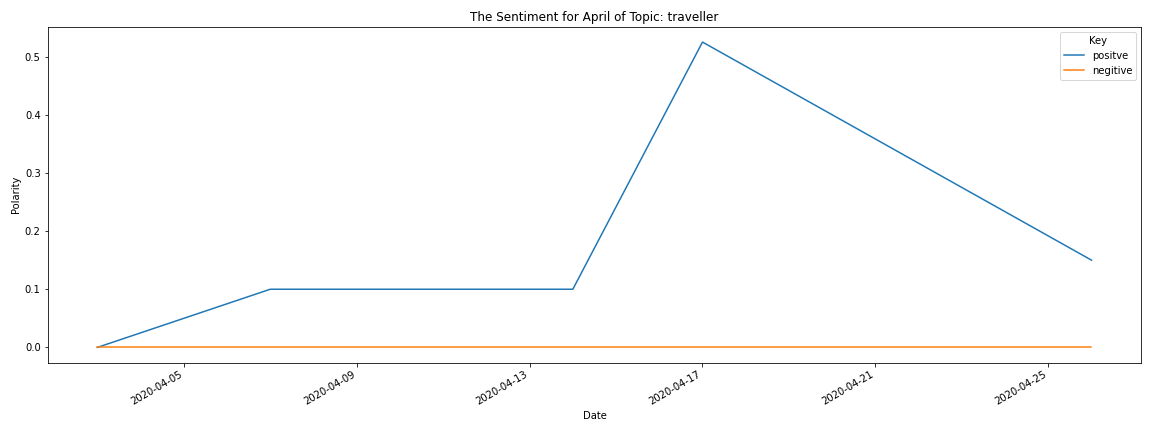 The Sentiment for April of Topic: traveller
Key
positve
negitive
Polarity
0.5
0.4
0.3
0.2
0.1
0.0
2020-04-05
2020-04-09
2020-04-13
2020-04-17
2020-04-21
2020-04-25
Date